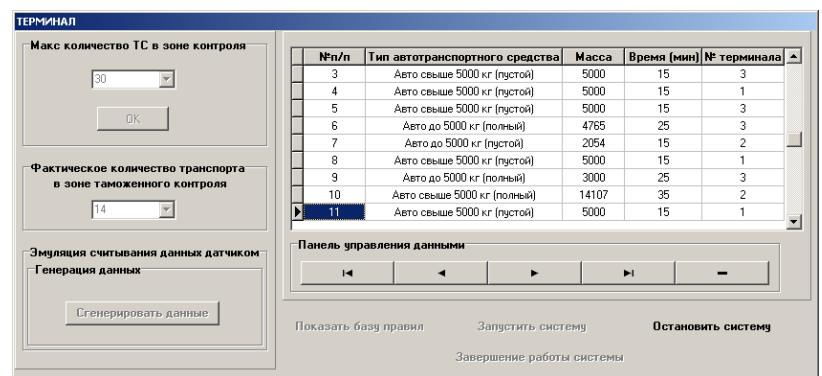 ТЕРМИНАЛ
Макс количество ТС в зоне контроля
30
OK
Фактическое количество транспорта
в зоне таможенного контроля
14
Эмуляция считывания данных датчиком
Генерация данных
Сгенерировать данные
№п/п Тип автотранспортного средства Масса Время (мин) № терминала
3 Авто свыше 5000 кг (пустой) 5000 15 3
4 Авто свыше 5000 кг (пустой) 5000 15 1
5 Авто свыше 5000 кг (пустой) 5000 15 3
6 Авто до 5000 кг (полный) 4765 25 3
7 Авто до 5000 кг (пустой) 2054 15 2
8 Авто свыше 5000 кг (пустой) 5000 15 1
9 Авто до 5000 кг (полный) 3000 25 3
10 Авто свыше 5000 кг (полный) 14107 35 2
11 Авто свыше 5000 кг (пустой) 5000 15 1
Панель управления данными
Показать базу правил Запустить систему Остановить систему
Завершение работы системы